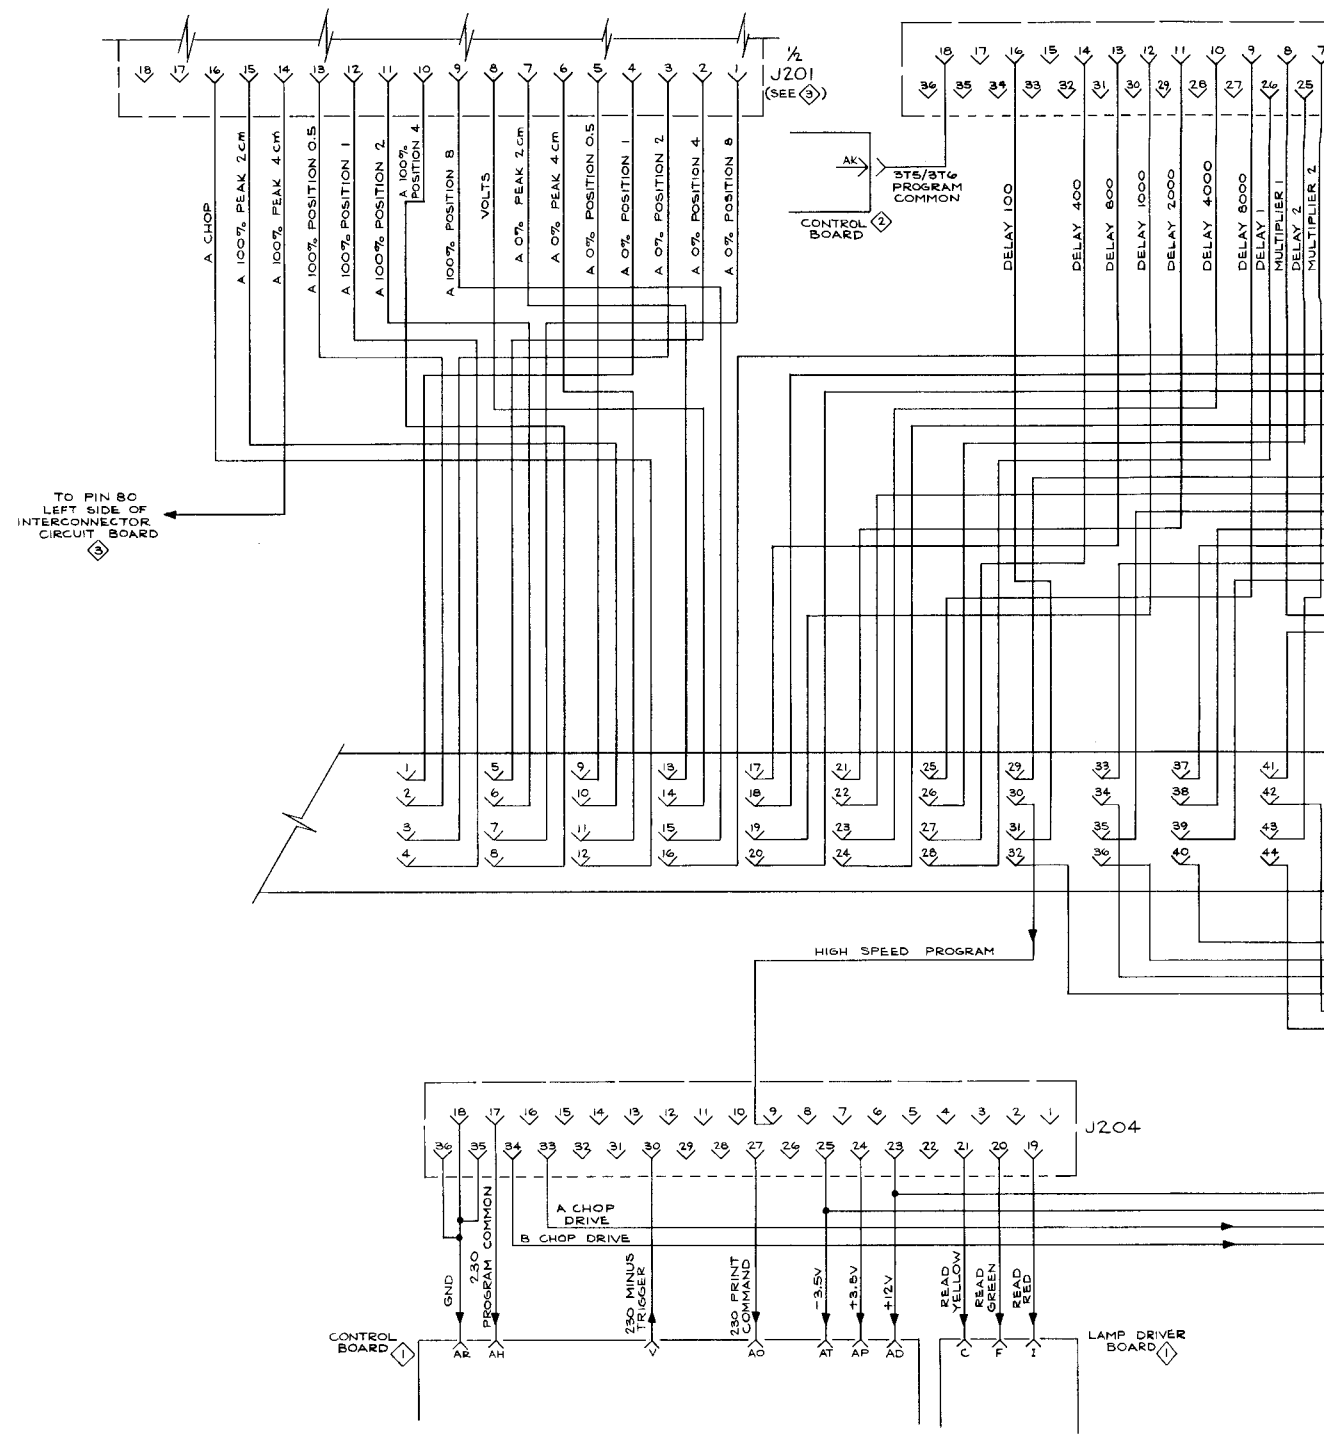 18 17 16 15 14 13 12 11 10 9 8 7 6 5 4 3 2 1
½
J201
(SEE 3)
A CHOP
A 100% PEAK 2cm
A 100% PEAK 4cm
A 100% POSITION 0.5
A 100% POSITION 1
A 100% POSITION 2
A 100%
POSITION 4
A 100% POSITION 8
VOLTS
A 0% PEAK 2cm
A 0% PEAK 4cm
A 0% POSITION 0.5
A 0% POSITION 1
A 0% POSITION 2
A 0% POSITION 4
A 0% POSITION 8
18 17 16 15 14 13 12 11 10 9 8 7
36 35 34 33 32 31 30 29 28 27 26 25
AK
3T5/3T6
PROGRAM
COMMON
CONTROL
BOARD 2
DELAY 100
DELAY 400
DELAY 800
DELAY 1000
DELAY 2000
DELAY 4000
DELAY 8000
DELAY 1
MULTIPLIER 1
DELAY 2
MULTIPLIER 2
TO PIN 80
LEFT SIDE OF
INTERCONNECTOR
CIRCUIT BOARD
3
1 5 9 13 17 21 25 29 33 37 41
2 6 10 14 18 22 26 30 34 38 42
3 7 11 15 19 23 27 31 35 39 43
4 8 12 16 20 24 28 32 36 40 44
HIGH SPEED PROGRAM
18 17 16 15 14 13 12 11 10 9 8 7 6 5 4 3 2 1
J204
36 35 34 33 32 31 30 29 28 27 26 25 24 23 22 21 20 19
A CHOP
DRIVE
B CHOP DRIVE
GND
230
PROGRAM COMMON
230 MINUS
TRIGGER
230 PRINT
COMMAND
-3.5V
+3.8V
+12V
READ
YELLOW
READ
GREEN
READ
RED
CONTROL
BOARD 1
AR AH V AO AT AP AD C F I
LAMP DRIVER
BOARD 1